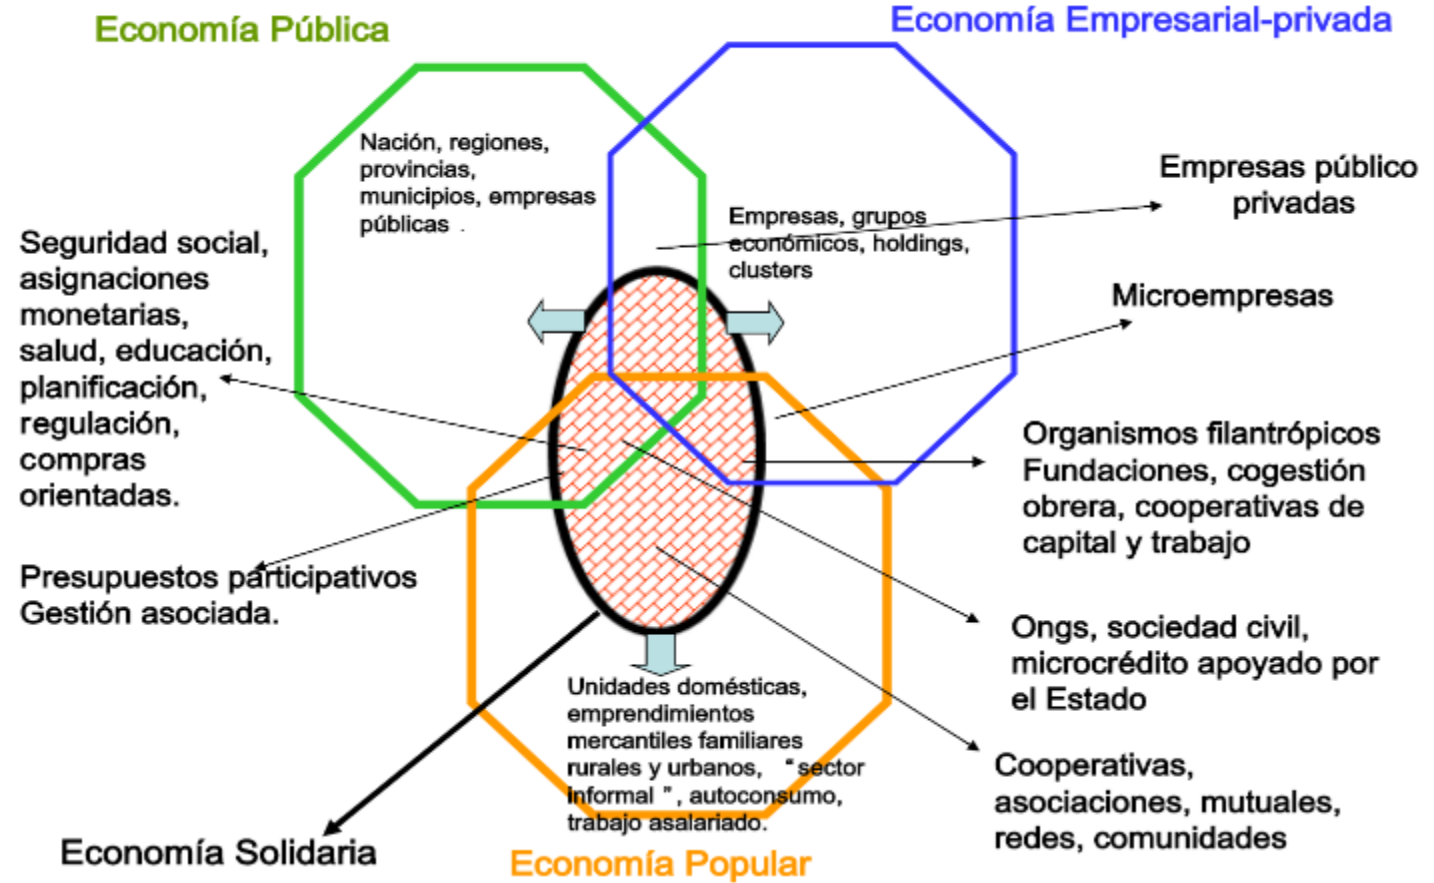 Economía Pública
Economía Empresarial-privada
Nación, regiones,
provincias,
municipios, empresas
públicas .
Empresas, grupos
económicos, holdings,
clusters
Empresas público
privadas
Microempresas
Seguridad social,
asignaciones
monetarias,
salud, educación,
planificación,
regulación,
compras
orientadas.
Organismos filantrópicos
Fundaciones, cogestión
obrera, cooperativas de
capital y trabajo
Presupuestos participativos
Gestión asociada.
Ongs, sociedad civil,
microcrédito apoyado por
el Estado
Unidades domésticas,
emprendimientos
mercantiles familiares
rurales y urbanos, “sector
informal”, autoconsumo,
trabajo asalariado.
Cooperativas,
asociaciones, mutuales,
redes, comunidades
Economía Solidaria
Economía Popular